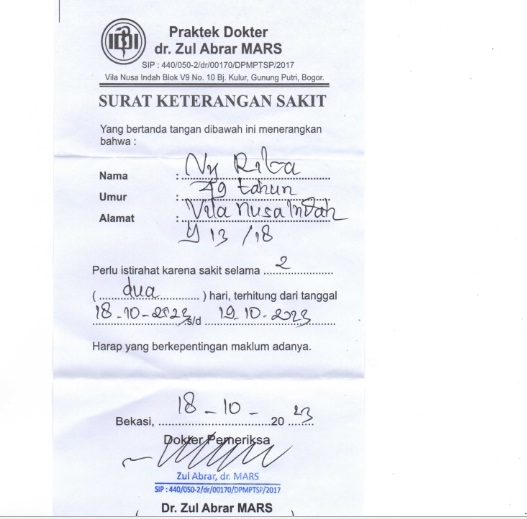 IDI
Praktek Dokter
dr. Zul Abrar MARS
SIP : 440/050-2/dr/00170/DPMPTSP/2017
Vila Nusa Indah Blok V9 No. 10 Bj. Kulur, Gunung Putri, Bogor.
SURAT KETERANGAN SAKIT
Yang bertanda tangan dibawah ini menerangkan
bahwa :
Nama : Ny Riba
Umur : 49 tahun
Alamat : Vila Nusa Indah
Y 13 /18
Perlu istirahat karena sakit selama 2
( dua ) hari, terhitung dari tanggal
18-10-2023 s/d 19.10.2023
Harap yang berkepentingan maklum adanya.
Bekasi, 18-10- 20 23
Dokter Pemeriksa
Zul Abrar, dr. MARS
SIP : 440/050-2/dr/00170/DPMPTSP/2017
( Dr. Zul Abrar MARS )